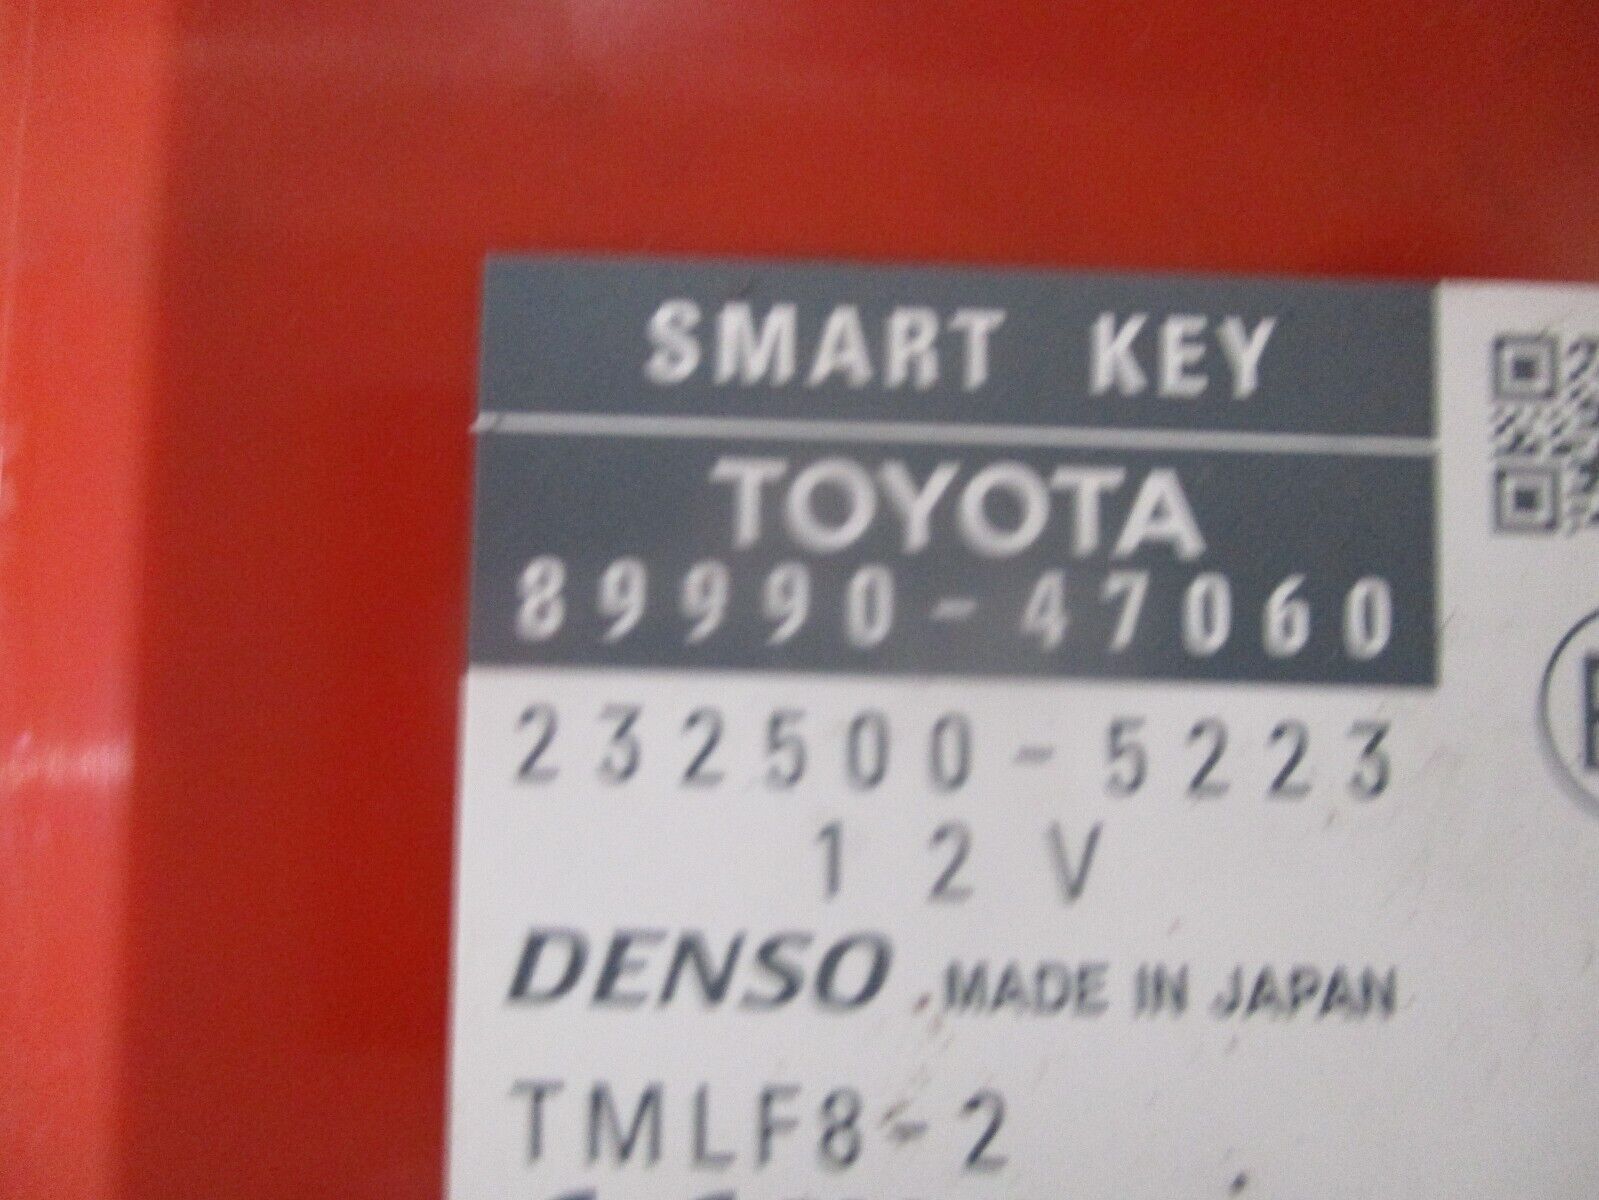 SMART KEY
TOYOTA
89990-47060
232500-5223
12V
DENSO MADE IN JAPAN
TMLF8-2